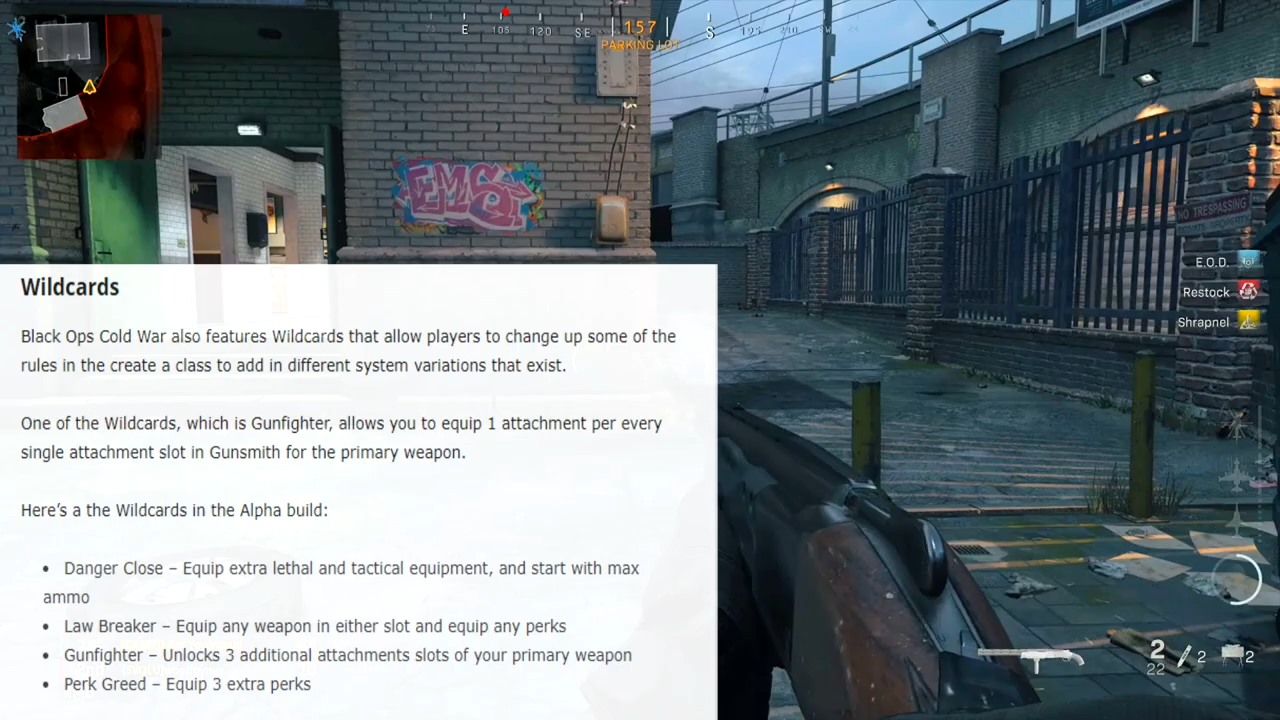 E 105 120 SE 157 S 195 210
PARKING LOT
EMS
NO TRESPASSING
E.O.D.
Restock
Shrapnel
Wildcards
Black Ops Cold War also features Wildcards that allow players to change up some of the
rules in the create a class to add in different system variations that exist.
One of the Wildcards, which is Gunfighter, allows you to equip 1 attachment per every
single attachment slot in Gunsmith for the primary weapon.
Here’s a the Wildcards in the Alpha build:
• Danger Close – Equip extra lethal and tactical equipment, and start with max
ammo
• Law Breaker – Equip any weapon in either slot and equip any perks
• Gunfighter – Unlocks 3 additional attachments slots of your primary weapon
• Perk Greed – Equip 3 extra perks
2 2 2
22